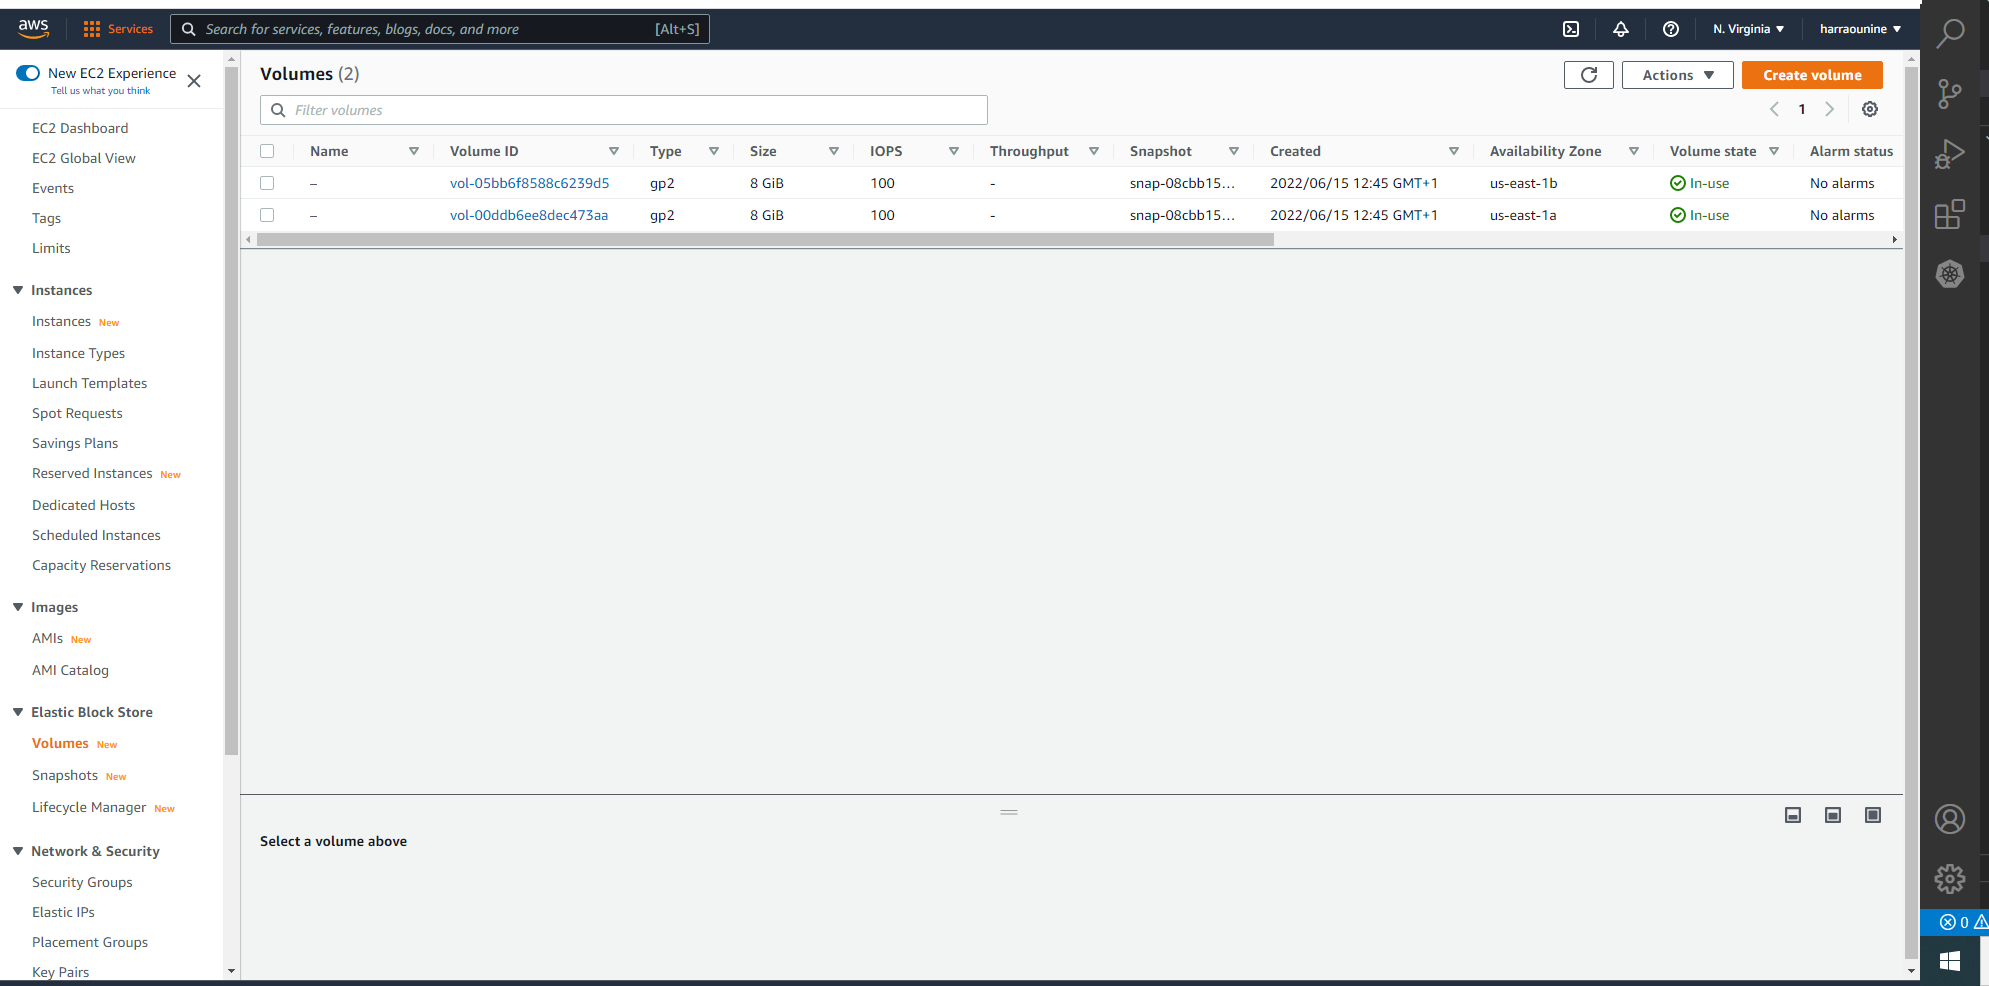 aws
Services
Search for services, features, blogs, docs, and more [Alt+S]
N. Virginia
harraounine
New EC2 Experience
Tell us what you think
EC2 Dashboard
EC2 Global View
Events
Tags
Limits
Instances
Instances New
Instance Types
Launch Templates
Spot Requests
Savings Plans
Reserved Instances New
Dedicated Hosts
Scheduled Instances
Capacity Reservations
Images
AMIs New
AMI Catalog
Elastic Block Store
Volumes New
Snapshots New
Lifecycle Manager New
Network & Security
Security Groups
Elastic IPs
Placement Groups
Key Pairs
Volumes (2)
Actions
Create volume
Filter volumes
1
Name Volume ID Type Size IOPS Throughput Snapshot Created Availability Zone Volume state Alarm status
– vol-05bb6f8588c6239d5 gp2 8 GiB 100 - snap-08cbb15... 2022/06/15 12:45 GMT+1 us-east-1b In-use No alarms
– vol-00ddb6ee8dec473aa gp2 8 GiB 100 - snap-08cbb15... 2022/06/15 12:45 GMT+1 us-east-1a In-use No alarms
Select a volume above
0